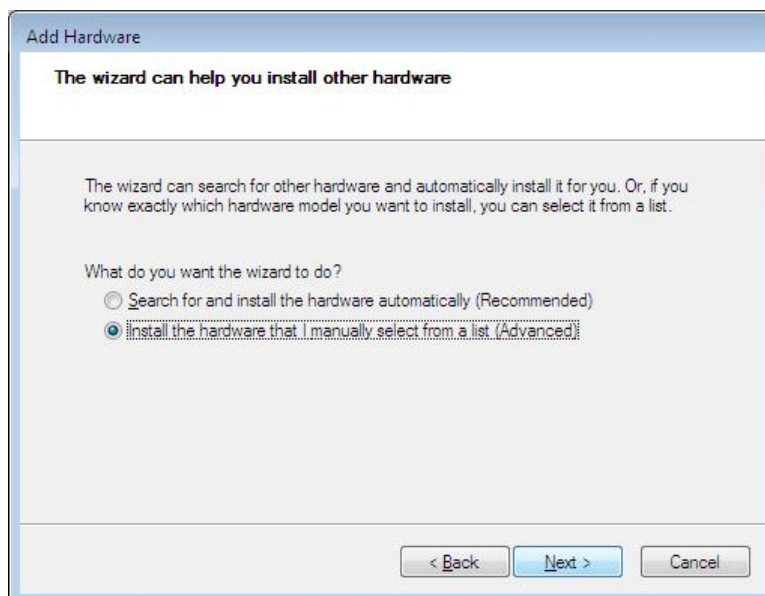 Add Hardware
The wizard can help you install other hardware
The wizard can search for other hardware and automatically install it for you. Or, if you
know exactly which hardware model you want to install, you can select it from a list.
What do you want the wizard to do?
Search for and install the hardware automatically (Recommended)
Install the hardware that I manually select from a list (Advanced)
< Back Next > Cancel